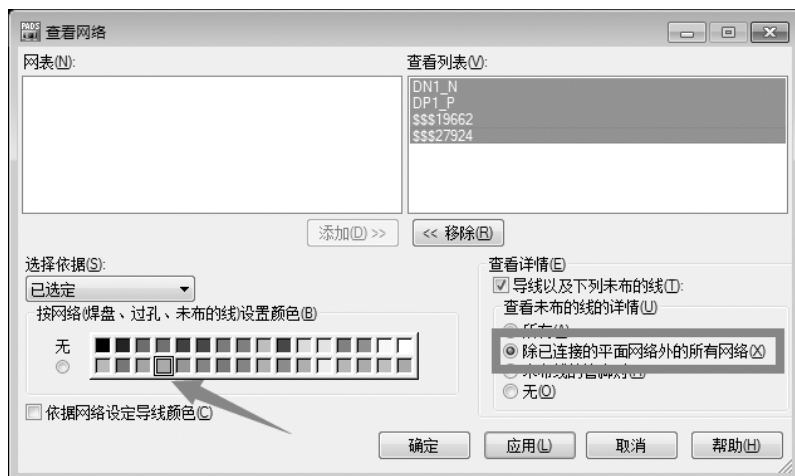 PADS
查看网络
网表(N):
查看列表(V):
DN1_N
DP1_P
$$$19662
$$$27924
添加(D) >>
<< 移除(R)
选择依据(S):
已选定
按网络(焊盘、过孔、未布的线)设置颜色(B)
无
依据网络设定导线颜色(C)
查看详情(E)
导线以及下列未布的线(T):
查看未布的线的详情(U)
除已连接的平面网络外的所有网络(X)
无(O)
确定
应用(L)
取消
帮助(H)